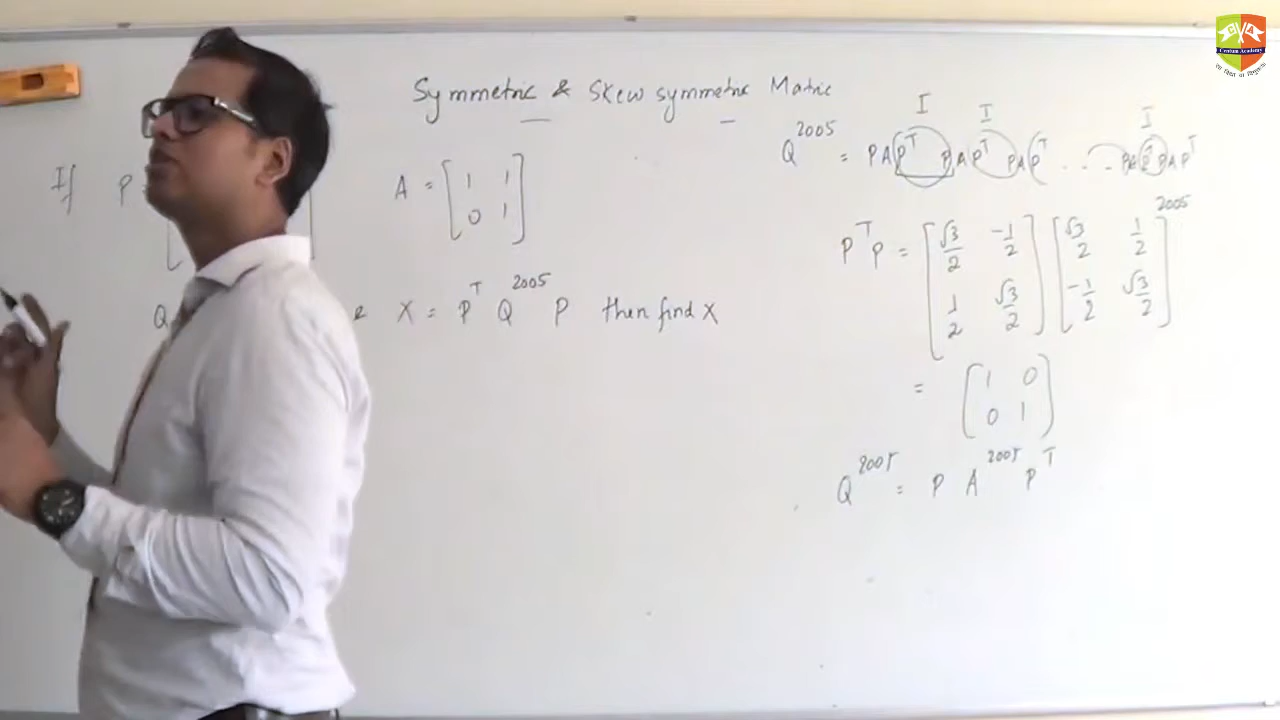 Symmetric & Skew symmetric Matric
If P
A = [1 1
0 1]
Q
& X = P^T Q^2005 P then find X
I I I
Q^2005 = PAP^T PAP^T PAP^T . . . PAP^T PAP^T
P^T P = [√3/2 -1/2
1/2 √3/2] [√3/2 1/2
-1/2 √3/2]^2005
= [1 0
0 1]
Q^2005 = P A^2005 P^T
Centum Academy